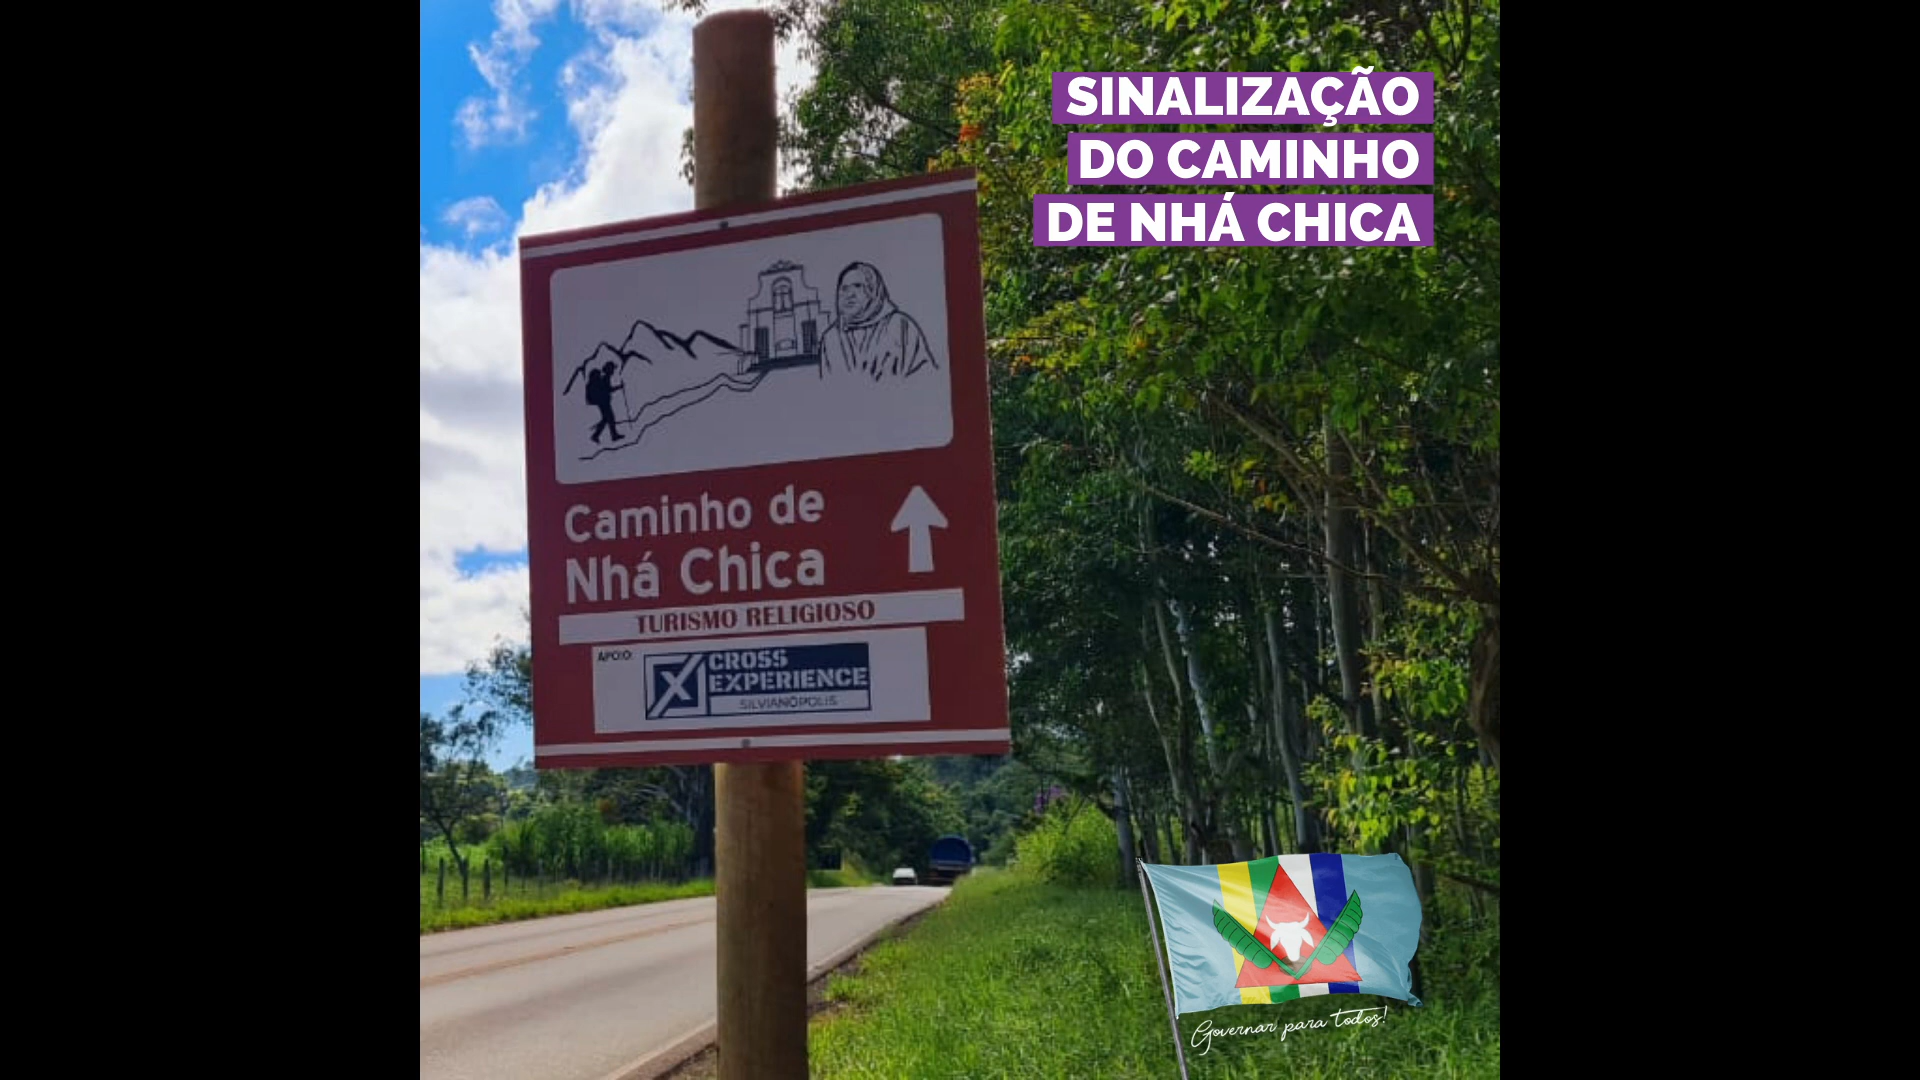 SINALIZAÇÃO
DO CAMINHO
DE NHÁ CHICA
Caminho de
Nhá Chica
TURISMO RELIGIOSO
APOIO:
CROSS
EXPERIENCE
SILVIANÓPOLIS
Governar para todos!